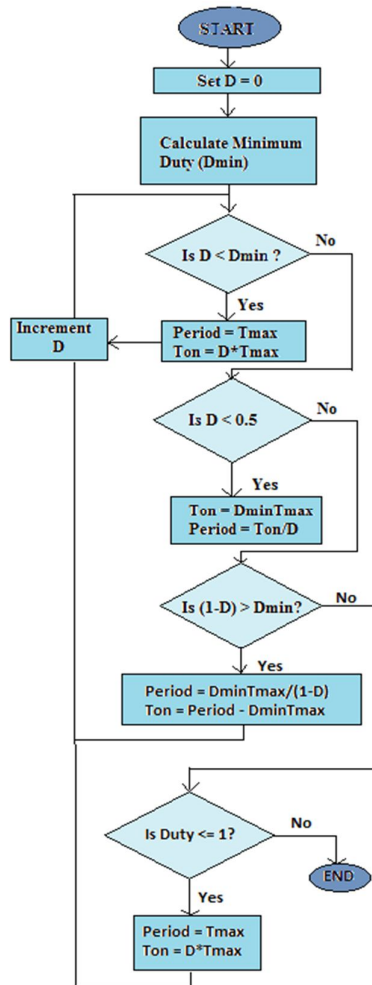 START
Set D = 0
Calculate Minimum
Duty (Dmin)
Is D < Dmin ?
No
Yes
Increment
D
Period = Tmax
Ton = D*Tmax
Is D < 0.5
No
Yes
Ton = DminTmax
Period = Ton/D
Is (1-D) > Dmin?
No
Yes
Period = DminTmax/(1-D)
Ton = Period - DminTmax
Is Duty <= 1?
No
END
Yes
Period = Tmax
Ton = D*Tmax